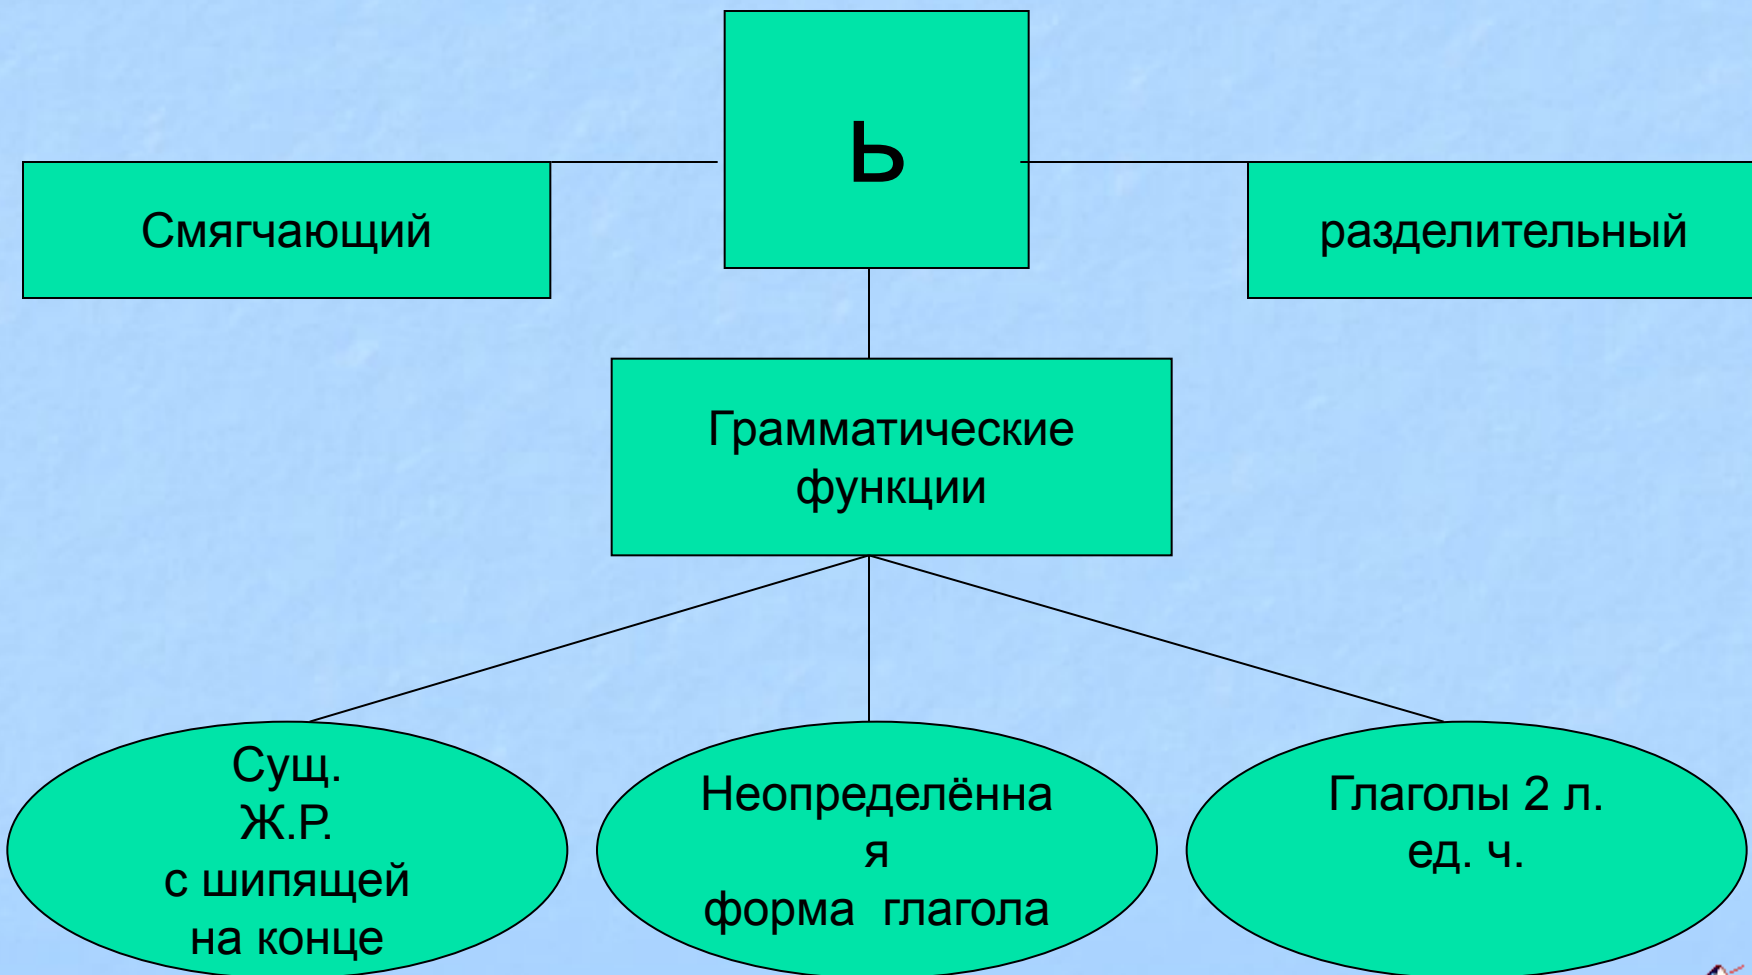 ь
Смягчающий
разделительный
Грамматические
функции
Сущ.
Ж.Р.
с шипящей
на конце
Неопределённа
я
форма глагола
Глаголы 2 л.
ед. ч.